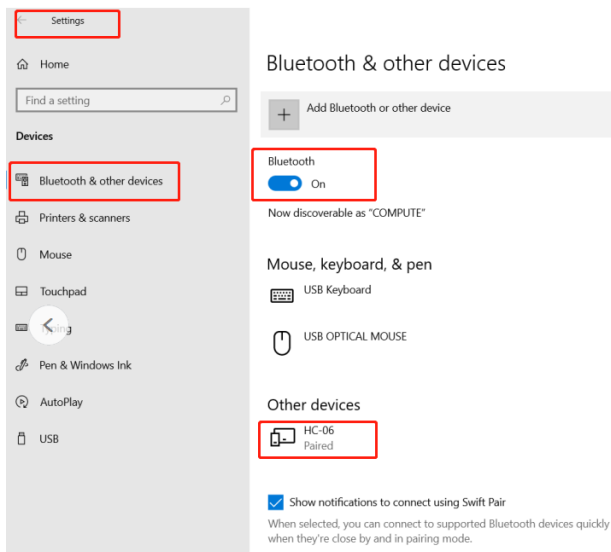 Settings
Home
Find a setting
Devices
Bluetooth & other devices
Printers & scanners
Mouse
Touchpad
Typing
Pen & Windows Ink
AutoPlay
USB
Bluetooth & other devices
Add Bluetooth or other device
Bluetooth
On
Now discoverable as "COMPUTE"
Mouse, keyboard, & pen
USB Keyboard
USB OPTICAL MOUSE
Other devices
HC-06
Paired
Show notifications to connect using Swift Pair
When selected, you can connect to supported Bluetooth devices quickly
when they're close by and in pairing mode.